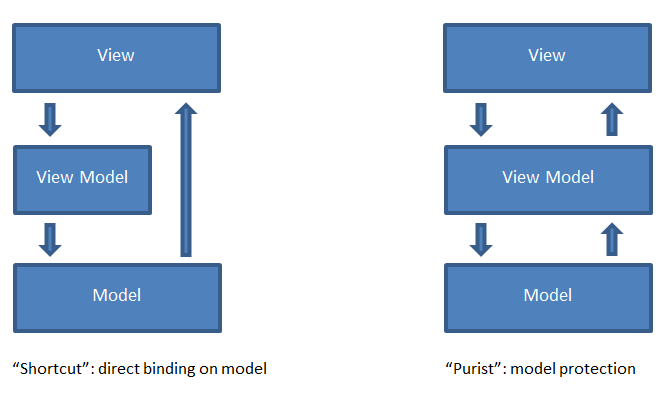 View
View Model
Model
“Shortcut”: direct binding on model
View
View Model
Model
“Purist”: model protection